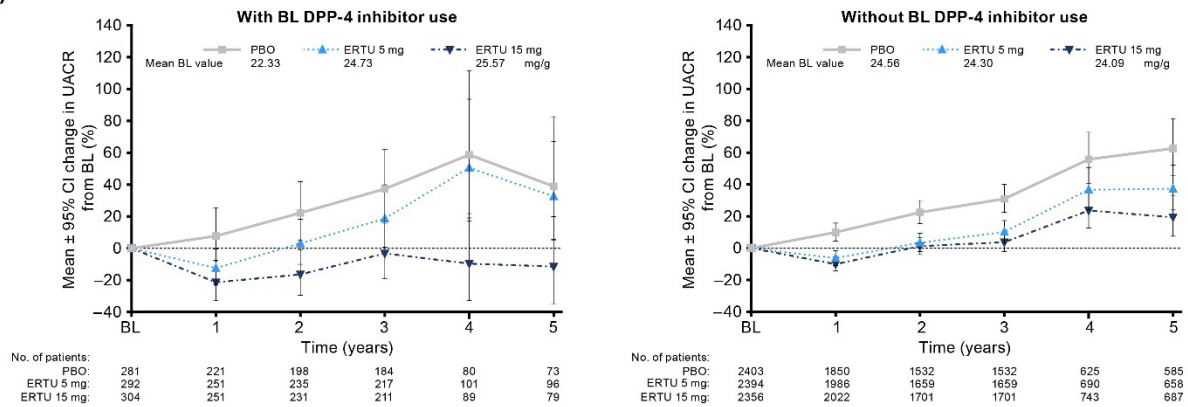 )
With BL DPP-4 inhibitor use
PBO ERTU 5 mg ERTU 15 mg
Mean BL value 22.33 24.73 25.57 mg/g
Mean ± 95% CI change in UACR
from BL (%)
140
120
100
80
60
40
20
0
–20
–40
BL 1 2 3 4 5
Time (years)
No. of patients:
PBO: 281 221 198 184 80 73
ERTU 5 mg: 292 251 235 217 101 96
ERTU 15 mg: 304 251 231 211 89 79
Without BL DPP-4 inhibitor use
PBO ERTU 5 mg ERTU 15 mg
Mean BL value 24.56 24.30 24.09 mg/g
Mean ± 95% CI change in UACR
from BL (%)
140
120
100
80
60
40
20
0
–20
–40
BL 1 2 3 4 5
Time (years)
No. of patients:
PBO: 2403 1850 1532 1532 625 585
ERTU 5 mg: 2394 1986 1659 1659 690 658
ERTU 15 mg: 2356 2022 1701 1701 743 687